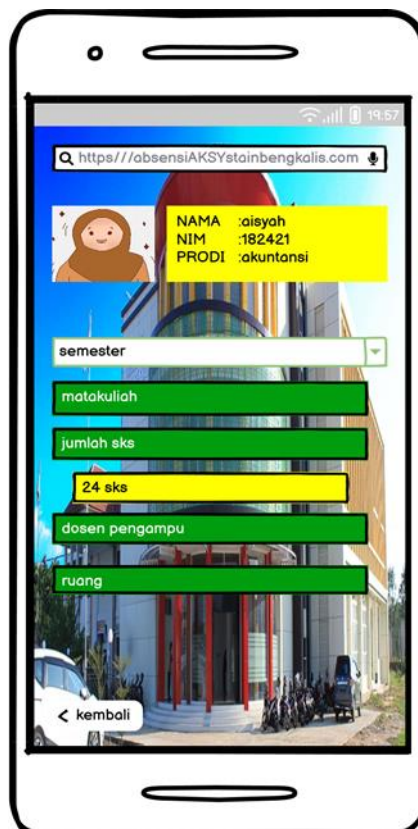 19:57
https///absensiAKSYstainbengkalis.com
NAMA :aisyah
NIM :182421
PRODI :akuntansi
semester
matakuliah
jumlah sks
24 sks
dosen pengampu
ruang
< kembali